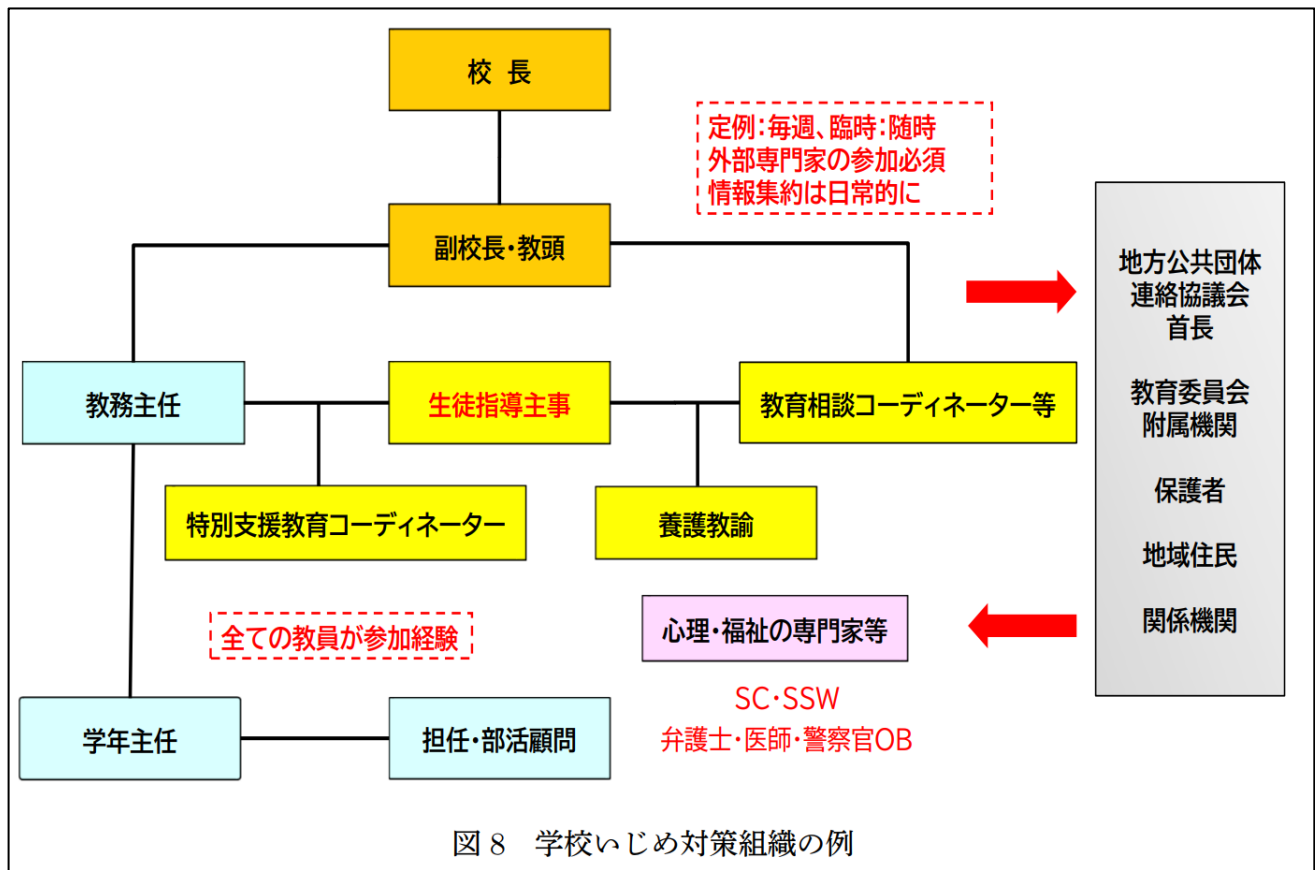 校 長
定例:毎週、臨時:随時
外部専門家の参加必須
情報集約は日常的に
副校長・教頭
地方公共団体
連絡協議会
首長
教育委員会
附属機関
保護者
地域住民
関係機関
教務主任
生徒指導主事
教育相談コーディネーター等
特別支援教育コーディネーター
養護教諭
全ての教員が参加経験
心理・福祉の専門家等
SC・SSW
弁護士・医師・警察官OB
学年主任
担任・部活顧問
図 8 学校いじめ対策組織の例